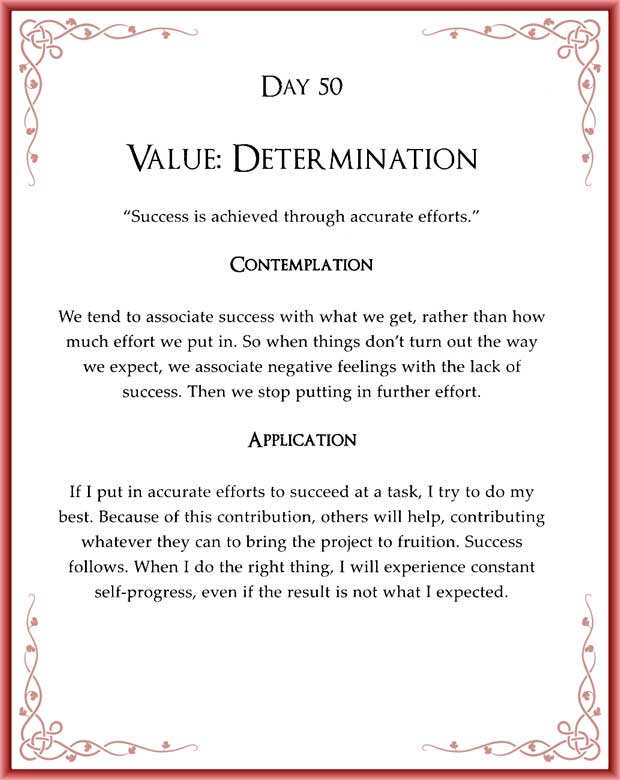 Day 50
Value: Determination
“Success is achieved through accurate efforts.”
Contemplation
We tend to associate success with what we get, rather than how
much effort we put in. So when things don’t turn out the way
we expect, we associate negative feelings with the lack of
success. Then we stop putting in further effort.
Application
If I put in accurate efforts to succeed at a task, I try to do my
best. Because of this contribution, others will help, contributing
whatever they can to bring the project to fruition. Success
follows. When I do the right thing, I will experience constant
self-progress, even if the result is not what I expected.